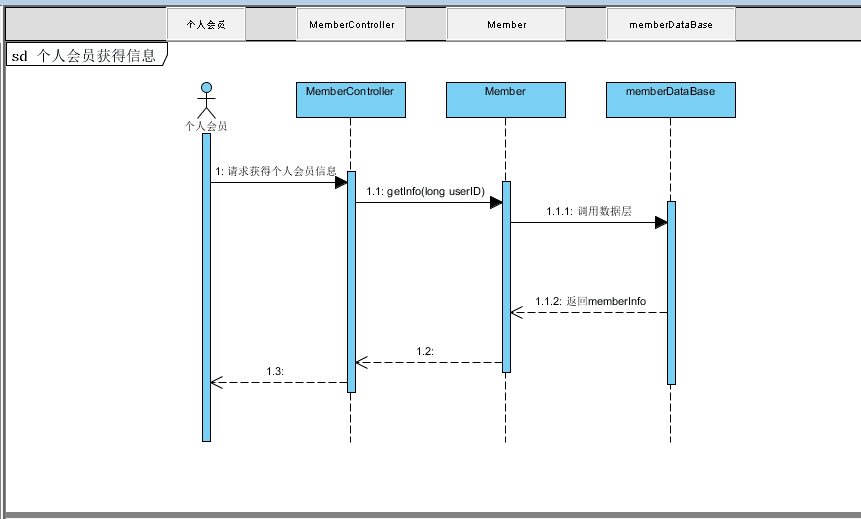 个人会员 MemberController Member memberDataBase
sd 个人会员获得信息
MemberController Member memberDataBase
个人会员
1: 请求获得个人会员信息
1.1: getInfo(long userID)
1.1.1: 调用数据层
1.1.2: 返回memberInfo
1.2:
1.3: